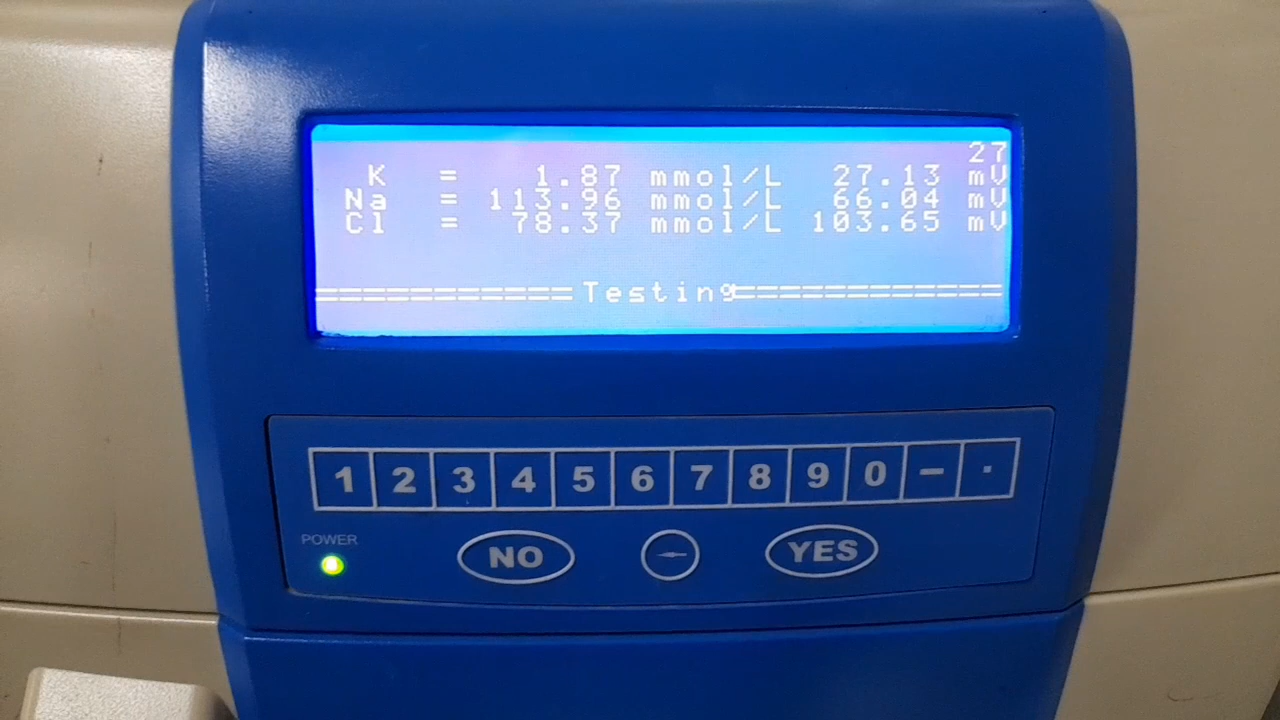 27
K = 1.87 mmol/L 27.13 mV
Na = 113.96 mmol/L 66.04 mV
Cl = 78.37 mmol/L 103.65 mV
============Testing=============
1 2 3 4 5 6 7 8 9 0 - .
POWER
NO ← YES